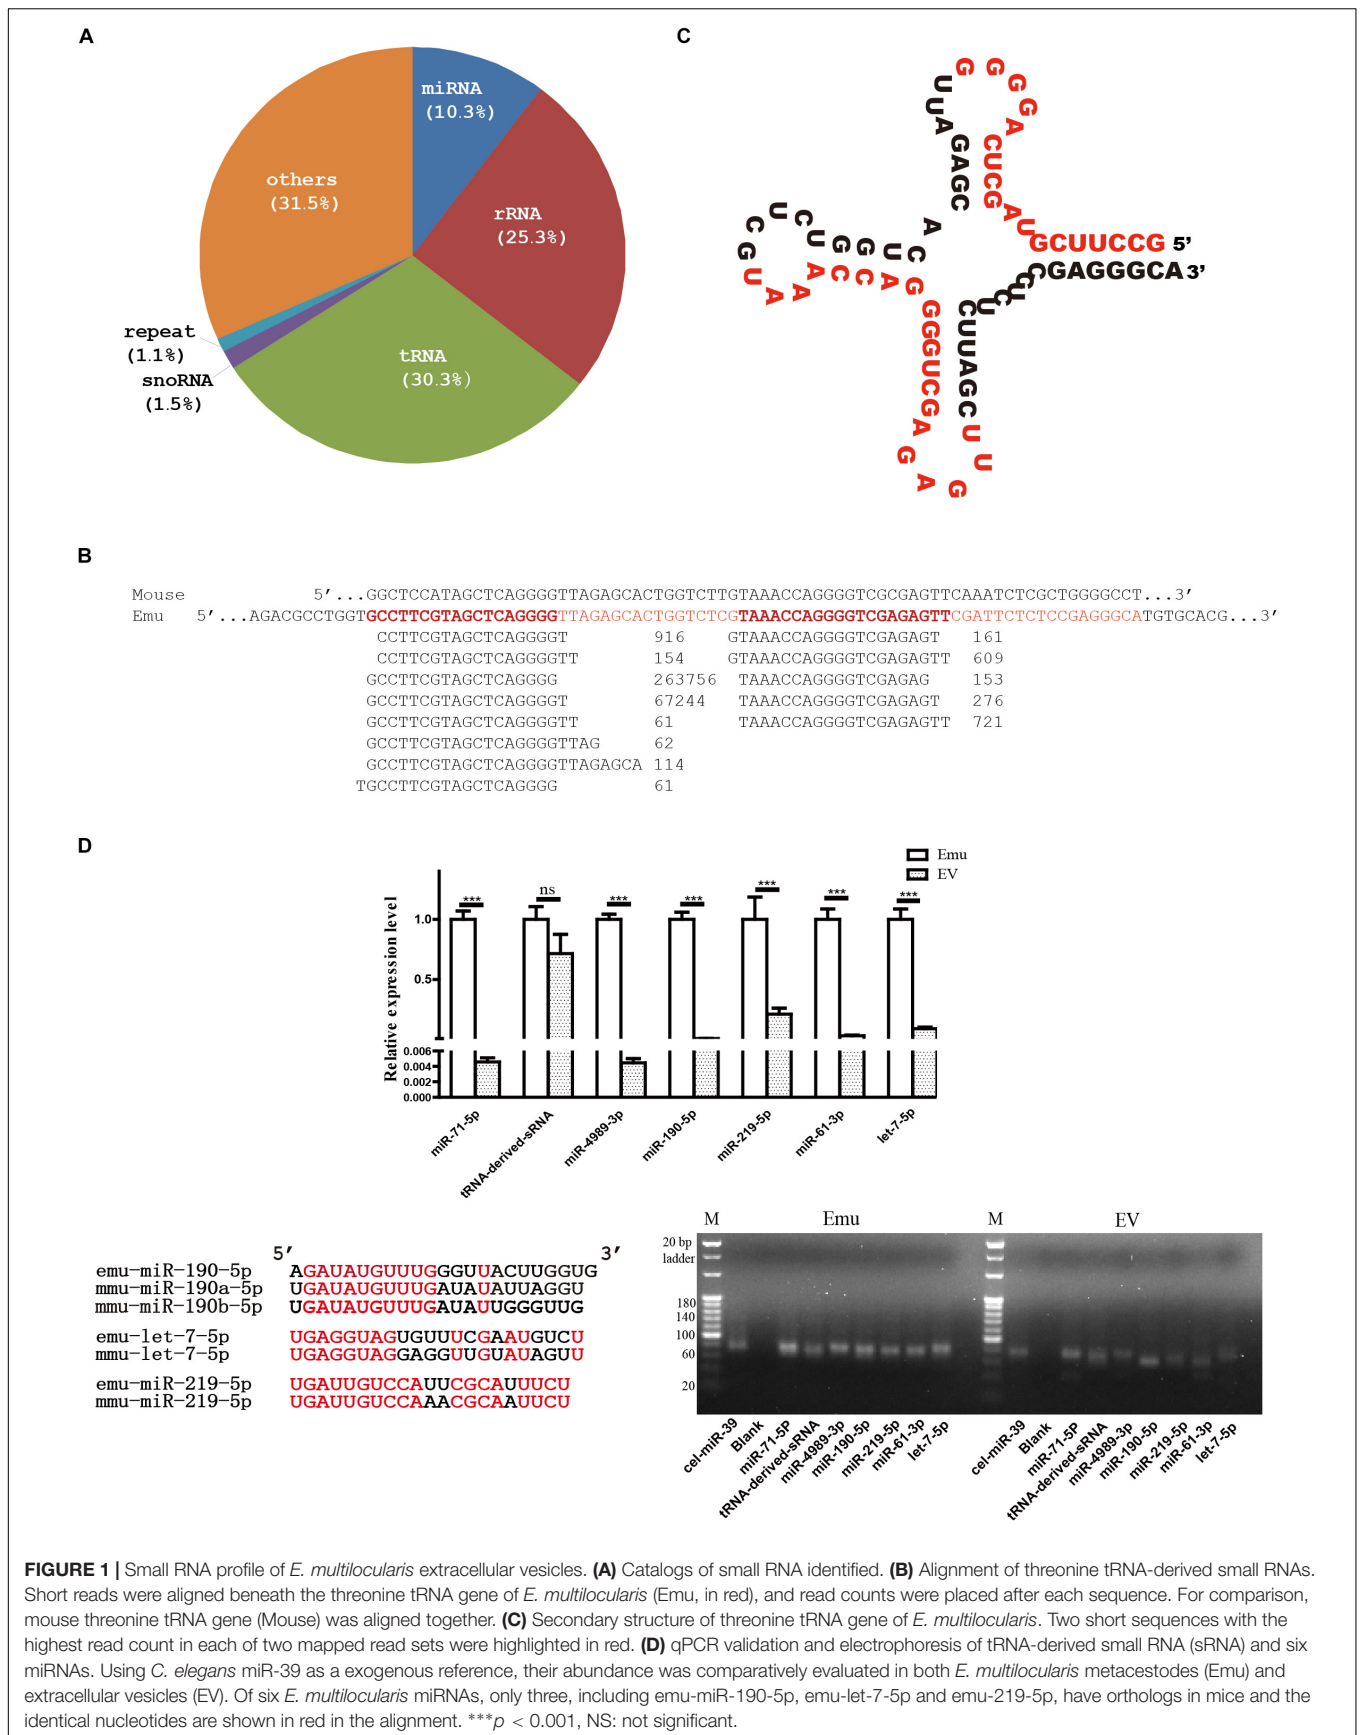 A
miRNA
(10.3%)
rRNA
(25.3%)
tRNA
(30.3%)
snoRNA
(1.5%)
repeat
(1.1%)
others
(31.5%)
C
GCUUCCG 5′
GAGGGCA 3′
B
Mouse 5′...GGCTCCATAGCTCAGGGGTTAGAGCACTGGTCTTGTAAACCAGGGGTCGCGAGTTCAAATCTCGCTGGGGCCT...3′
Emu 5′...AGACGCCTGGTGCCTTCGTAGCTCAGGGGTTAGAGCACTGGTCTCGTAAACCAGGGGTCGAGAGTTCGATTCTCTCCGAGGGCATGTGCACG...3′
CCTTCGTAGCTCAGGGGT 916 GTAAACCAGGGGTCGAGAGT 161
CCTTCGTAGCTCAGGGGTT 154 GTAAACCAGGGGTCGAGAGTT 609
GCCTTCGTAGCTCAGGGG 263756 TAAACCAGGGGTCGAGAG 153
GCCTTCGTAGCTCAGGGGT 67244 TAAACCAGGGGTCGAGAGT 276
GCCTTCGTAGCTCAGGGGTT 61 TAAACCAGGGGTCGAGAGTT 721
GCCTTCGTAGCTCAGGGGTTAG 62
GCCTTCGTAGCTCAGGGGTTAGAGCA 114
TGCCTTCGTAGCTCAGGGG 61
D
Emu
EV
Relative expression level
1.0
0.5
0.006
0.004
0.002
0.000
*** ns *** *** *** *** ***
miR-71-5p tRNA-derived-sRNA miR-4989-3p miR-190-5p miR-219-5p miR-61-3p let-7-5p
5′ 3′
emu-miR-190-5p AGAUAUGUUUGGGUUACUUGGUG
mmu-miR-190a-5p UGAUAUGUUUGAUAUAUUAGGU
mmu-miR-190b-5p UGAUAUGUUUGAUAUUGGGUUG
emu-let-7-5p UGAGGUAGUGUUUCGAAUGUCU
mmu-let-7-5p UGAGGUAGGAGGUUGUAUAGUU
emu-miR-219-5p UGAUUGUCCAUUCGCAUUUCU
mmu-miR-219-5p UGAUUGUCCAAACGCAAUUCU
M Emu M EV
20 bp
ladder
180
140
100
60
20
cel-miR-39 Blank miR-71-5P tRNA-derived-sRNA miR-4989-3p miR-190-5p miR-219-5p miR-61-3p let-7-5p
cel-miR-39 Blank miR-71-5P tRNA-derived-sRNA miR-4989-3p miR-190-5p miR-219-5p miR-61-3p let-7-5p
FIGURE 1 | Small RNA profile of E. multilocularis extracellular vesicles. (A) Catalogs of small RNA identified. (B) Alignment of threonine tRNA-derived small RNAs.
Short reads were aligned beneath the threonine tRNA gene of E. multilocularis (Emu, in red), and read counts were placed after each sequence. For comparison,
mouse threonine tRNA gene (Mouse) was aligned together. (C) Secondary structure of threonine tRNA gene of E. multilocularis. Two short sequences with the
highest read count in each of two mapped read sets were highlighted in red. (D) qPCR validation and electrophoresis of tRNA-derived small RNA (sRNA) and six
miRNAs. Using C. elegans miR-39 as a exogenous reference, their abundance was comparatively evaluated in both E. multilocularis metacestodes (Emu) and
extracellular vesicles (EV). Of six E. multilocularis miRNAs, only three, including emu-miR-190-5p, emu-let-7-5p and emu-219-5p, have orthologs in mice and the
identical nucleotides are shown in red in the alignment. ***p < 0.001, NS: not significant.